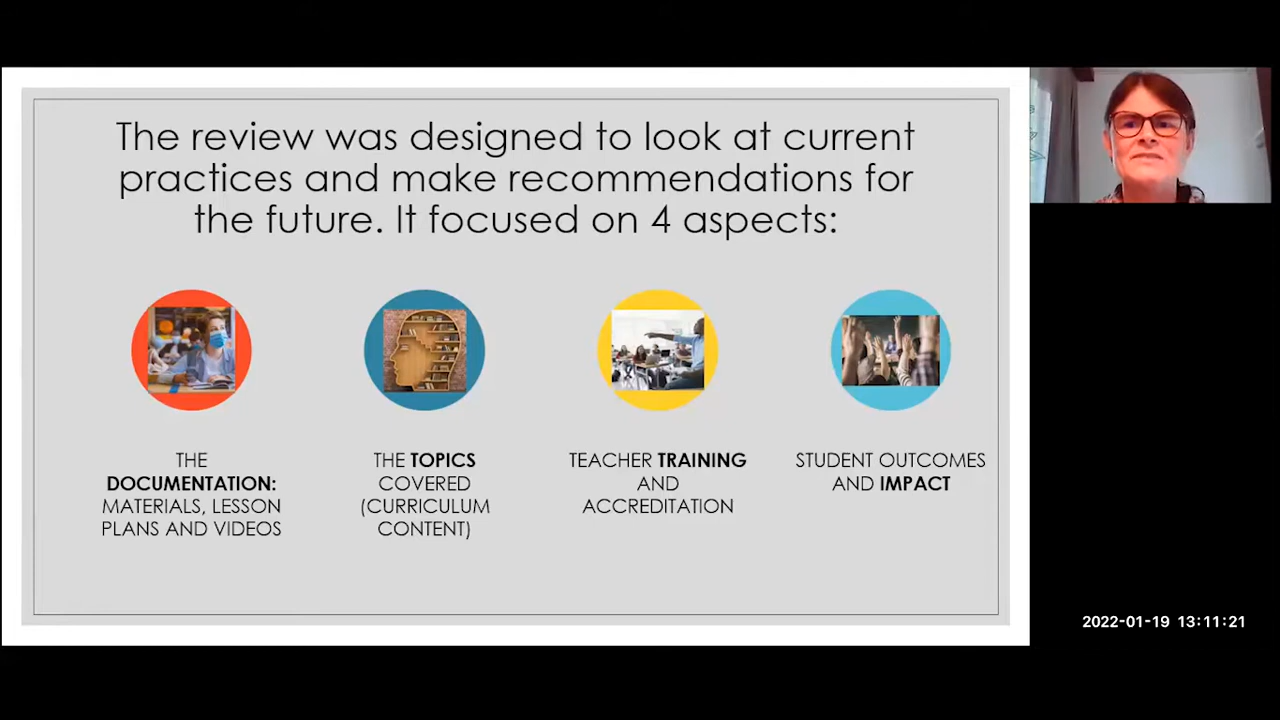 The review was designed to look at current
practices and make recommendations for
the future. It focused on 4 aspects:
THE
DOCUMENTATION:
MATERIALS, LESSON
PLANS AND VIDEOS
THE TOPICS
COVERED
(CURRICULUM
CONTENT)
TEACHER TRAINING
AND
ACCREDITATION
STUDENT OUTCOMES
AND IMPACT
2022-01-19 13:11:21